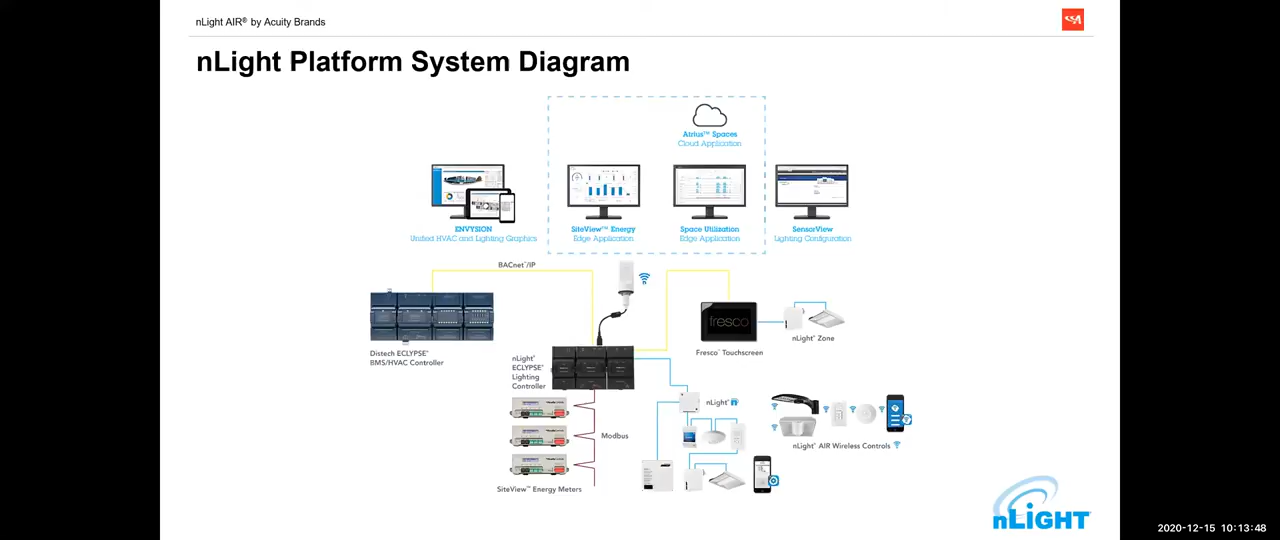 nLight AIR® by Acuity Brands
nLight Platform System Diagram
Atrius™ Spaces
Cloud Application
ENVYSION
Unified HVAC and Lighting Graphics
SiteView™ Energy
Edge Application
Space Utilization
Edge Application
SensorView
Lighting Configuration
BACnet™/IP
Distech ECLYPSE™
BMS/HVAC Controller
nLight®
ECLYPSE™
Lighting
Controller
fresco
Fresco™ Touchscreen
nLight® Zone
Modbus
SiteView™ Energy Meters
nLight®
nLight® AIR Wireless Controls
nLIGHT
2020-12-15 10:13:48